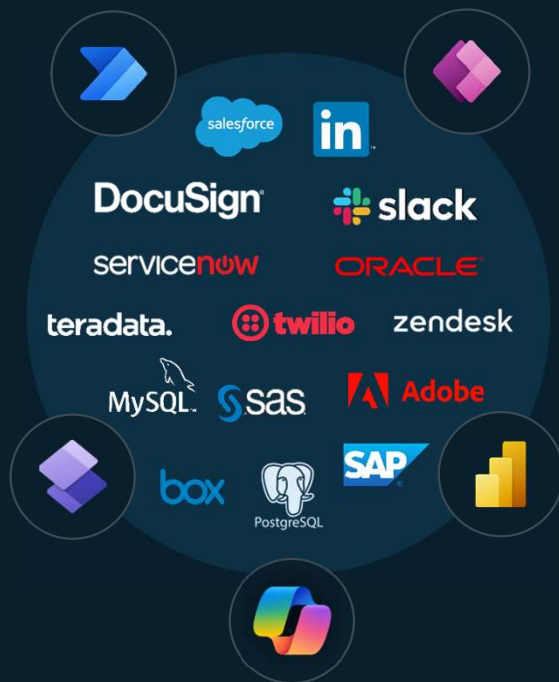 salesforce
in
DocuSign
slack
servicenow
ORACLE
teradata.
twilio
zendesk
MySQL
sas
Adobe
box
SAP
PostgreSQL